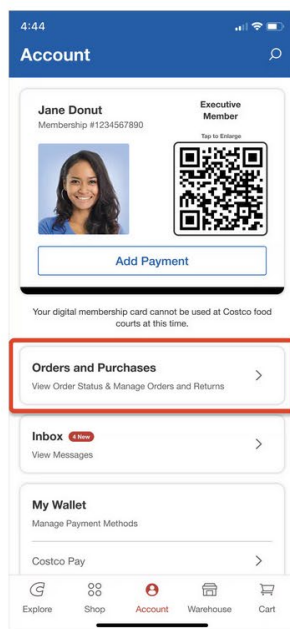 4:44
Account
Jane Donut
Membership #1234567890
Executive
Member
Tap to Enlarge
Add Payment
Your digital membership card cannot be used at Costco food
courts at this time.
Orders and Purchases
View Order Status & Manage Orders and Returns
Inbox 4 New
View Messages
My Wallet
Manage Payment Methods
Costco Pay
Explore Shop Account Warehouse Cart